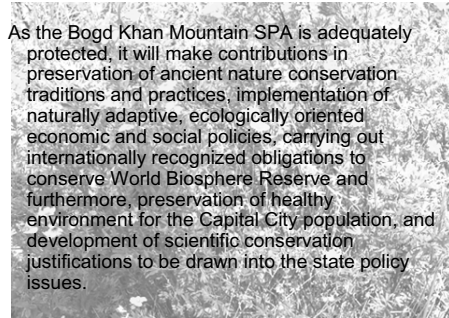 As the Bogd Khan Mountain SPA is adequately
protected, it will make contributions in
preservation of ancient nature conservation
traditions and practices, implementation of
naturally adaptive, ecologically oriented
economic and social policies, carrying out
internationally recognized obligations to
conserve World Biosphere Reserve and
furthermore, preservation of healthy
environment for the Capital City population, and
development of scientific conservation
justifications to be drawn into the state policy
issues.